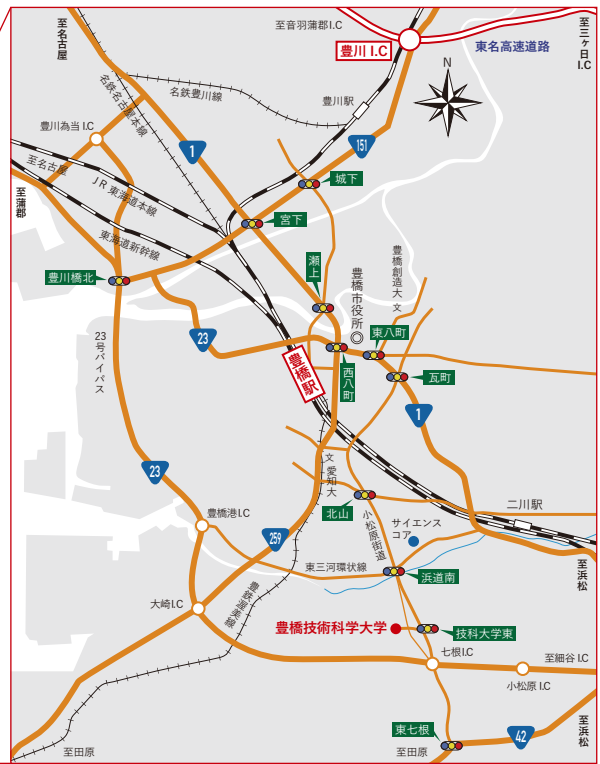 至名古屋
至音羽蒲郡I.C
豊川 I.C
東名高速道路
至三ヶ日I.C
N
名鉄名古屋本線
名鉄豊川線
豊川駅
豊川為当 I.C
1
151
至名古屋
JR東海道本線
城下
至蒲郡
宮下
東海道新幹線
豊川橋北
瀬上
豊橋市役所
豊橋創造大
文
23号バイパス
23
東八町
豊橋駅
西八町
瓦町
1
文
愛知大
23
北山
小松原街道
サイエンスコア
二川駅
豊橋港I.C
259
東三河環状線
浜道南
至浜松
大崎I.C
豊鉄渥美線
豊橋技術科学大学
技科大学東
七根I.C
至細谷 I.C
小松原 I.C
東七根
42
至浜松
至田原
至田原